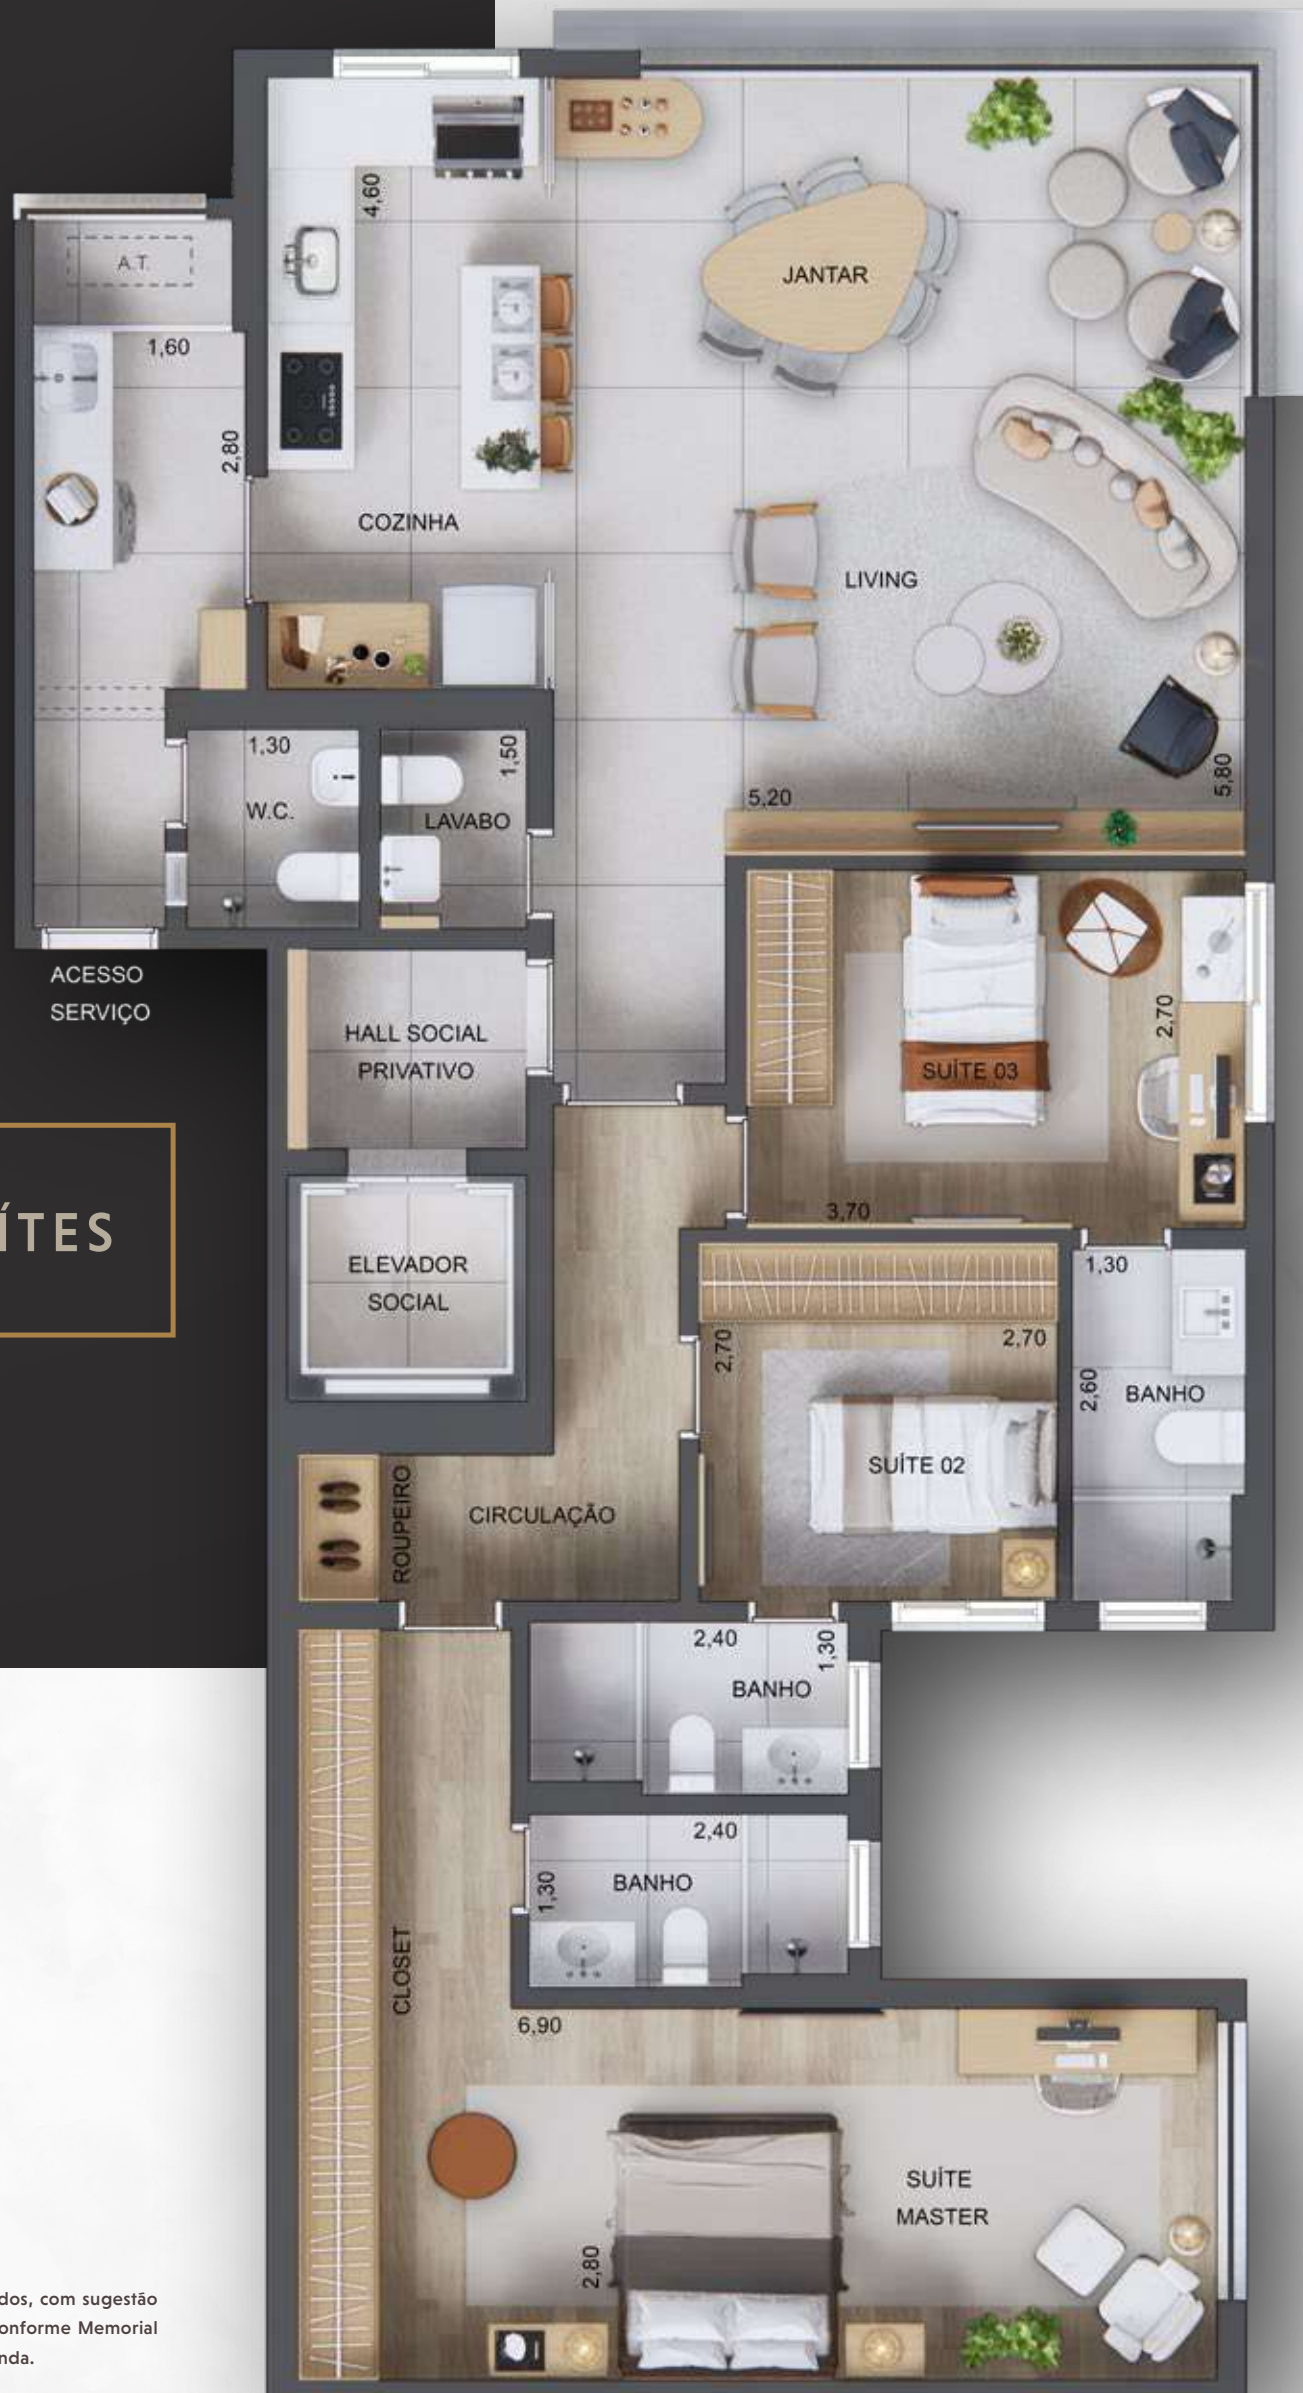 4,60
A.T.
JANTAR
1,60
2,80
COZINHA
LIVING
1,30
1,50
W.C.
LAVABO
5,20
5,80
ACESSO
SERVIÇO
HALL SOCIAL
PRIVATIVO
2,70
SUÍTE 03
3,70
ÍTES
ELEVADOR
SOCIAL
1,30
2,70
2,70
2,60
BANHO
SUÍTE 02
ROUPEIRO
CIRCULAÇÃO
2,40
1,30
BANHO
2,40
1,30
BANHO
CLOSET
6,90
SUÍTE
MASTER
2,80
dos, com sugestão
onforme Memorial
nda.